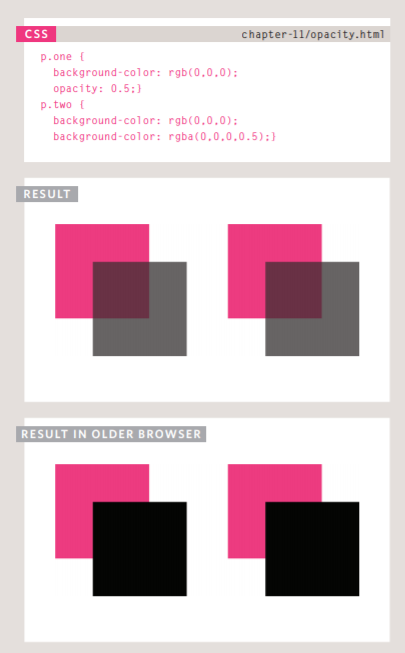 CSS
chapter-11/opacity.html
p.one {
background-color: rgb(0,0,0);
opacity: 0.5;}
p.two {
background-color: rgb(0,0,0);
background-color: rgba(0,0,0,0.5);}
RESULT
RESULT IN OLDER BROWSER